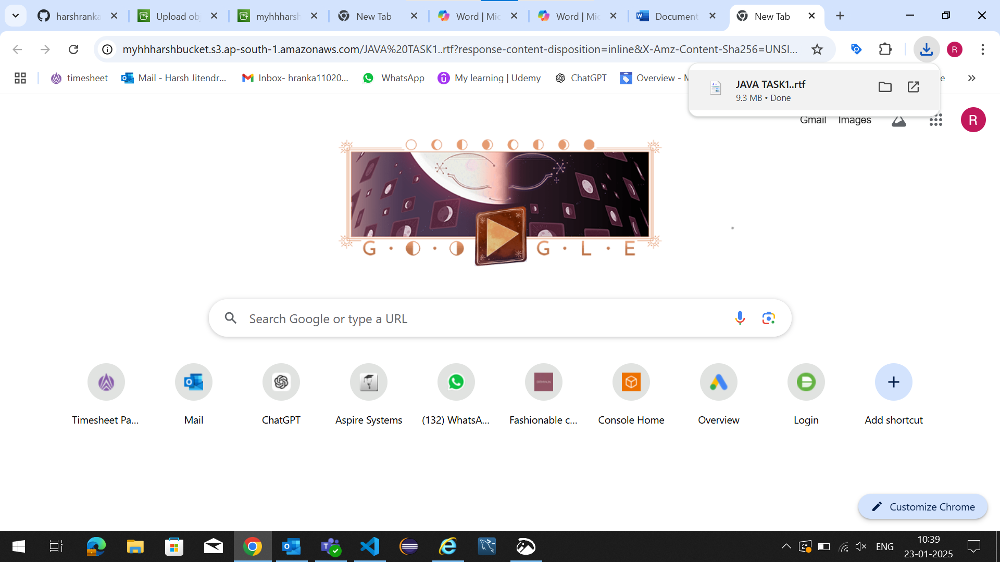 harshranka
Upload obj
myhhharsh
New Tab
Word | Mic
Word | Mic
Document
New Tab
myhhharshbucket.s3.ap-south-1.amazonaws.com/JAVA%20TASK1..rtf?response-content-disposition=inline&X-Amz-Content-Sha256=UNSI...
R
timesheet
Mail - Harsh Jitendr...
Inbox- hranka11020...
WhatsApp
My learning | Udemy
ChatGPT
Overview - M
e
JAVA TASK1..rtf
9.3 MB • Done
Gmail
Images
R
G · · G · L · E
Search Google or type a URL
Timesheet Pa...
Mail
ChatGPT
Aspire Systems
(132) WhatsA...
Fashionable c...
Console Home
Overview
Login
Add shortcut
Customize Chrome
ENG
10:39
23-01-2025